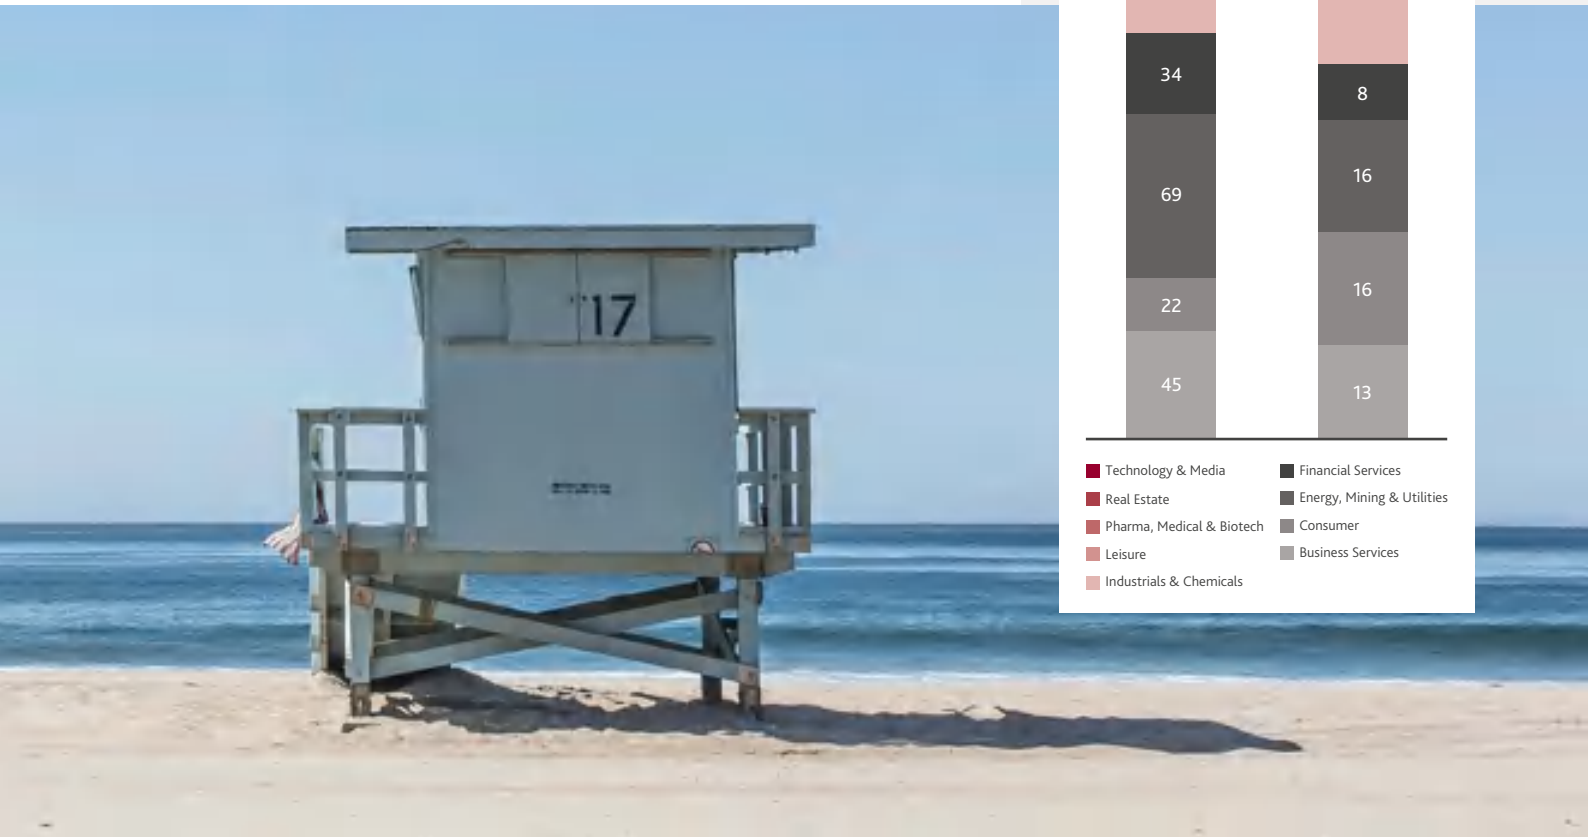 34
8
69
16
22
16
45
13
'17
Technology & Media
Real Estate
Pharma, Medical & Biotech
Leisure
Industrials & Chemicals
Financial Services
Energy, Mining & Utilities
Consumer
Business Services